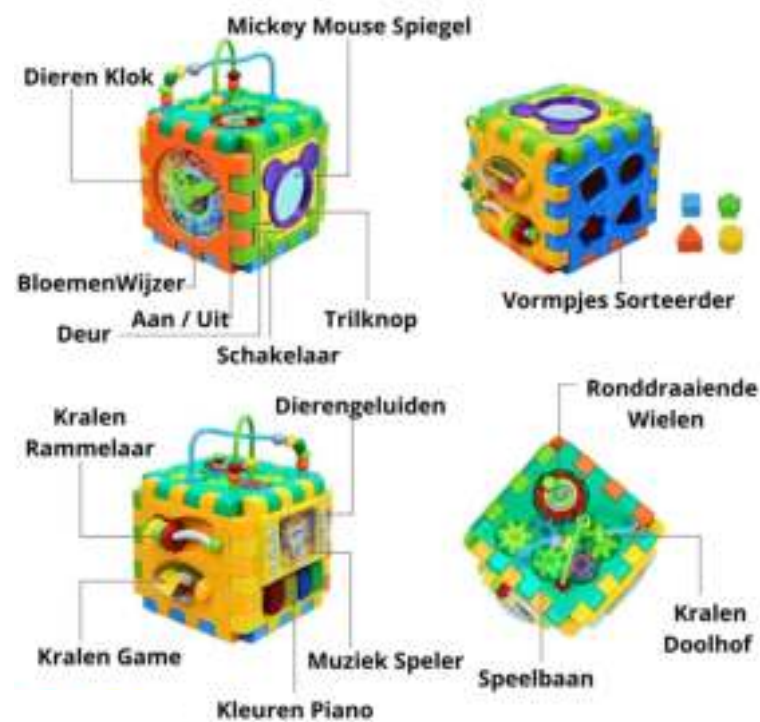 Mickey Mouse Spiegel
Dieren Klok
BloemenWijzer
Aan / Uit
Trilknop
Deur
Schakelaar
Vormpjes Sorteerder
Kralen
Rammelaar
Dierengeluiden
Ronddraaiende
Wielen
Kralen Game
Muziek Speler
Kleuren Piano
Kralen
Doolhof
Speelbaan